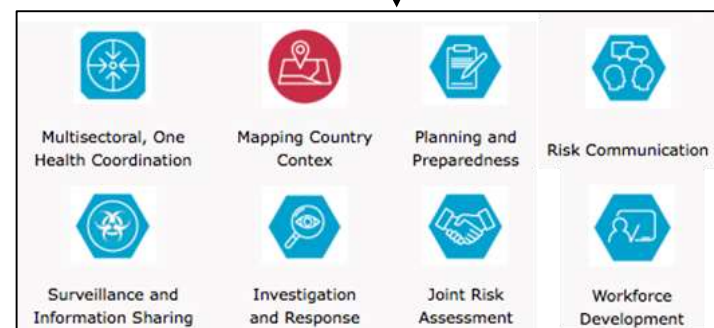 Multisectoral, One
Health Coordination
Mapping Country
Contex
Planning and
Preparedness
Risk Communication
Surveillance and
Information Sharing
Investigation
and Response
Joint Risk
Assessment
Workforce
Development